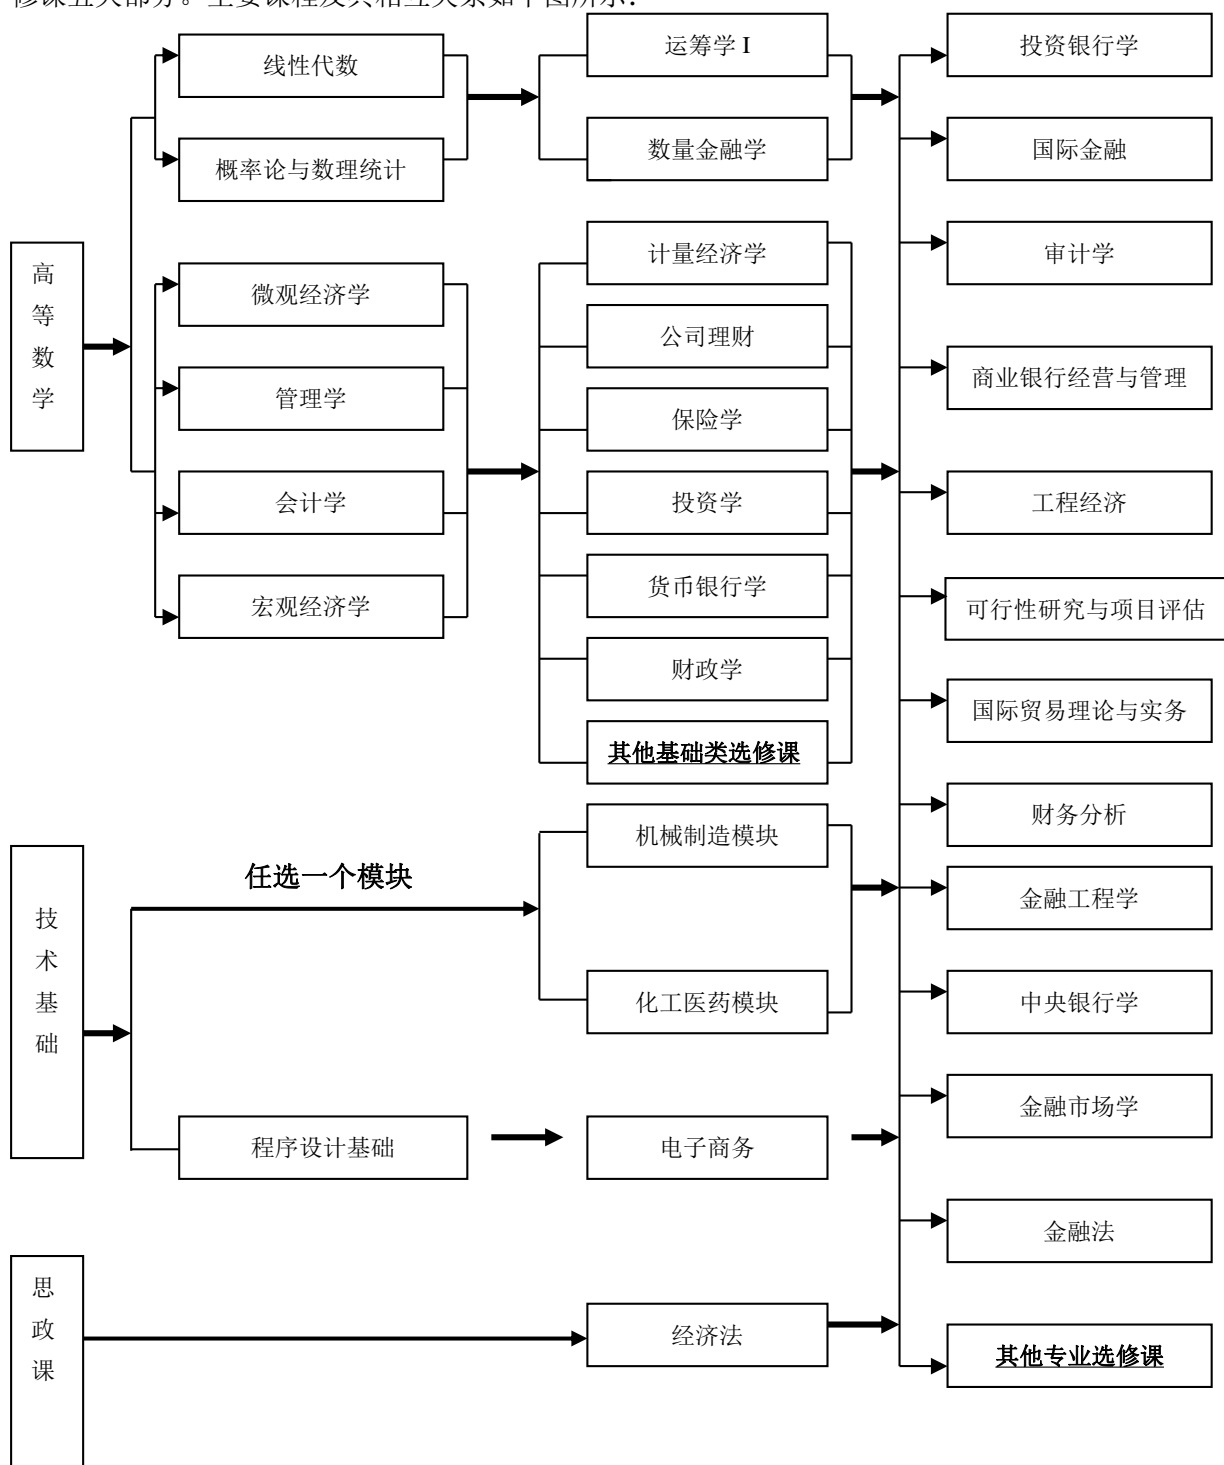 修课五大部分。主要课程及其相互关系如下图所示：
高等数学
线性代数
概率论与数理统计
微观经济学
管理学
会计学
宏观经济学
运筹学 I
数量金融学
计量经济学
公司理财
保险学
投资学
货币银行学
财政学
其他基础类选修课
技术基础
任选一个模块
机械制造模块
化工医药模块
程序设计基础
电子商务
思政课
经济法
投资银行学
国际金融
审计学
商业银行经营与管理
工程经济
可行性研究与项目评估
国际贸易理论与实务
财务分析
金融工程学
中央银行学
金融市场学
金融法
其他专业选修课